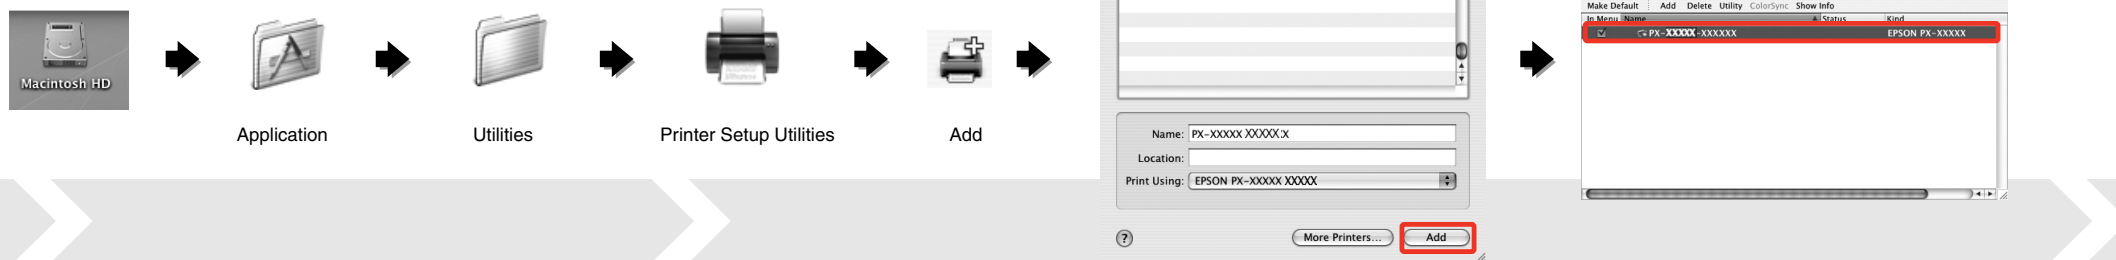 Macintosh HD
Application
Utilities
Printer Setup Utilities
Add
Name: PX-XXXXX XXXXX:X
Location:
Print Using: EPSON PX-XXXXX XXXXX
?
More Printers...
Add
Make Default Add Delete Utility ColorSync Show Info
In Menu Name Status Kind
PX-XXXXX-XXXXXX EPSON PX-XXXXX